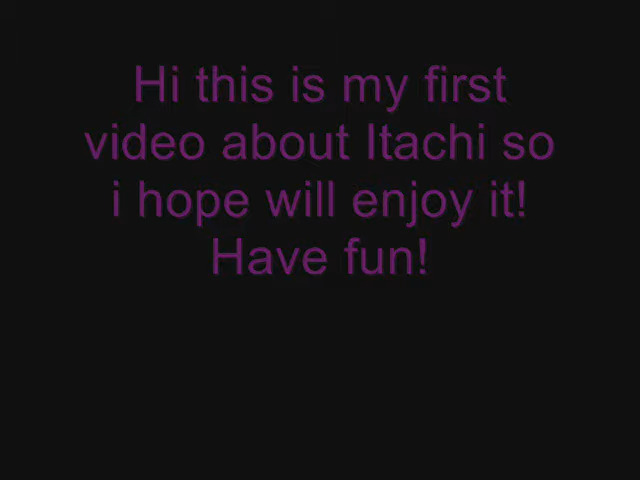 Hi this is my first
video about Itachi so
i hope will enjoy it!
Have fun!